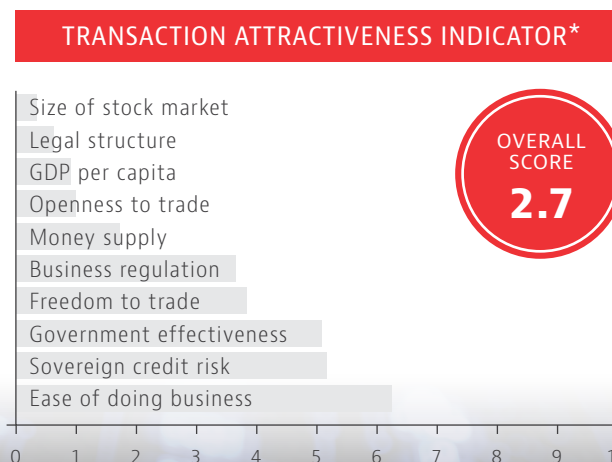 TRANSACTION ATTRACTIVENESS INDICATOR*
Size of stock market
Legal structure
GDP per capita
Openness to trade
Money supply
Business regulation
Freedom to trade
Government effectiveness
Sovereign credit risk
Ease of doing business
OVERALL
SCORE
2.7
0 1 2 3 4 5 6 7 8 9